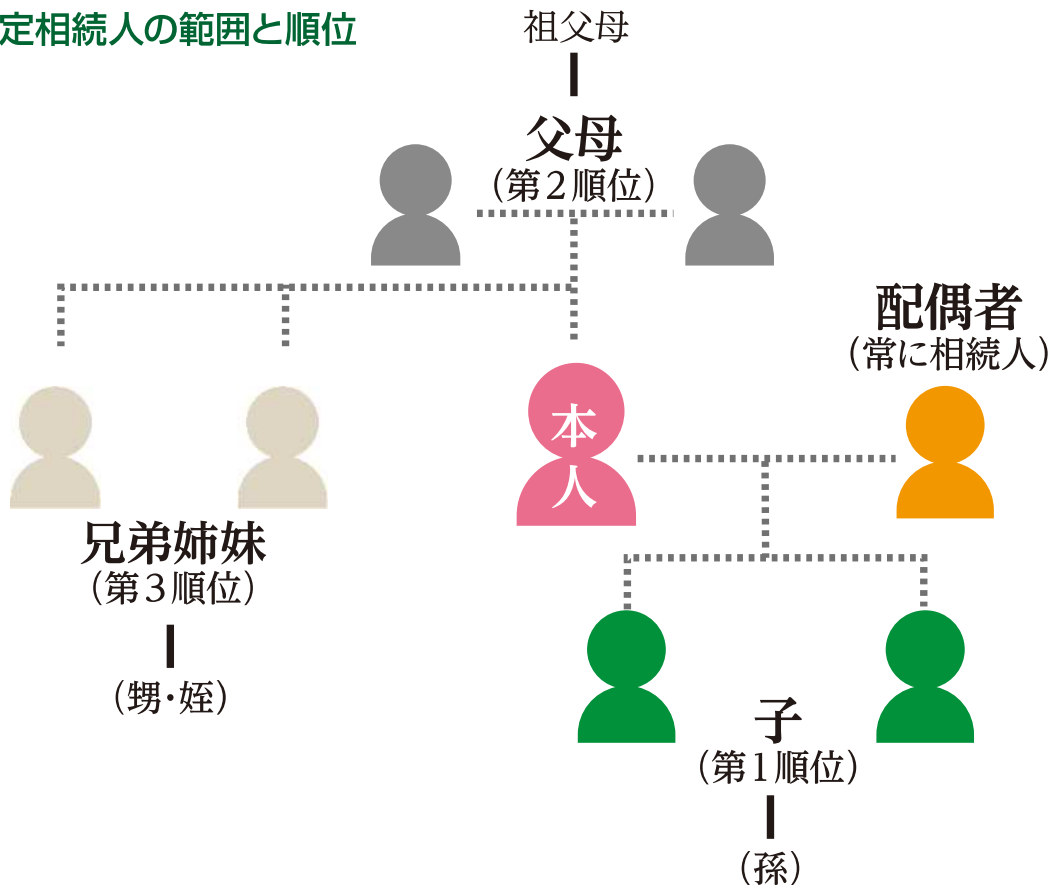 定相続人の範囲と順位
祖父母
父母
（第２順位）
配偶者
（常に相続人）
本人
兄弟姉妹
（第３順位）
（甥・姪）
子
（第１順位）
（孫）